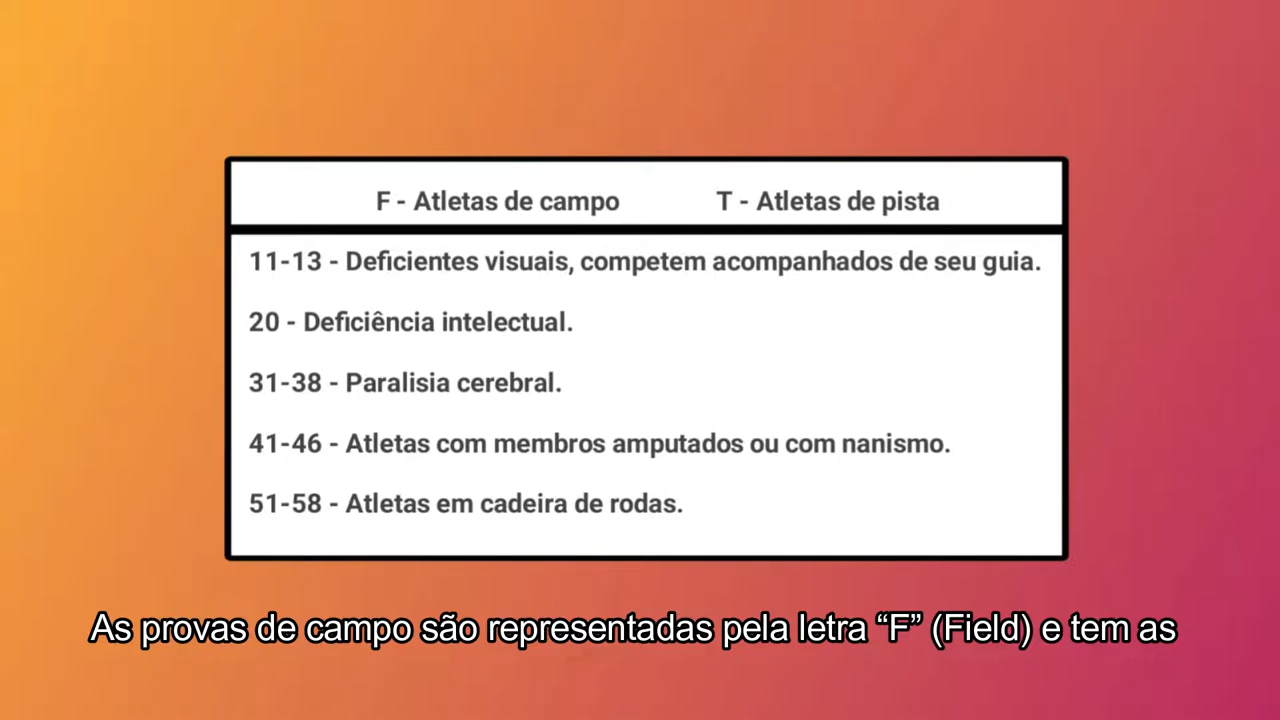 F - Atletas de campo T - Atletas de pista
11-13 - Deficientes visuais, competem acompanhados de seu guia.
20 - Deficiência intelectual.
31-38 - Paralisia cerebral.
41-46 - Atletas com membros amputados ou com nanismo.
51-58 - Atletas em cadeira de rodas.
As provas de campo são representadas pela letra “F” (Field) e tem as